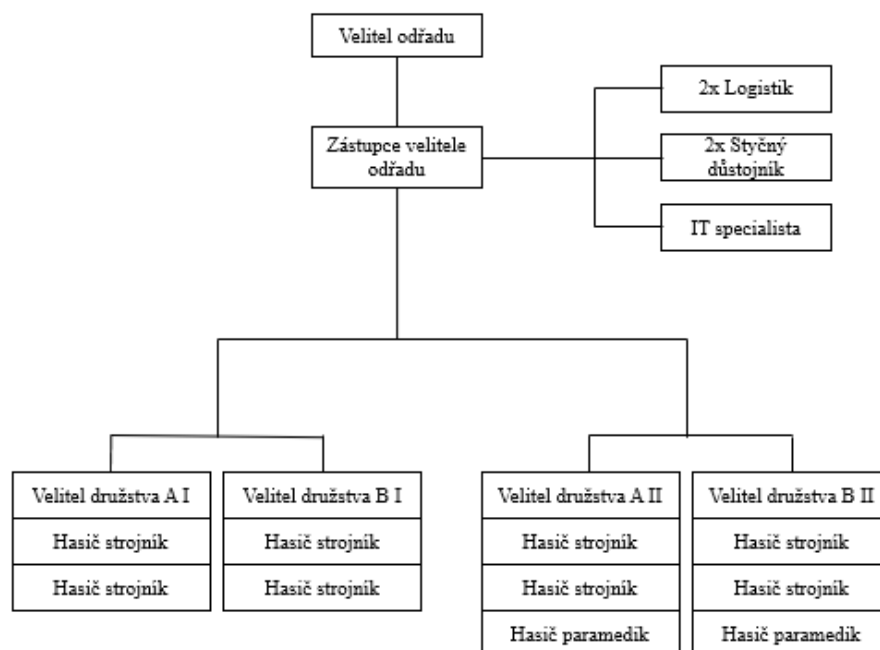 Velitel odřadu
2x Logistik
Zástupce velitele
odřadu
2x Styčný
důstojník
IT specialista
Velitel družstva A I
Hasič strojník
Hasič strojník
Velitel družstva B I
Hasič strojník
Hasič strojník
Velitel družstva A II
Hasič strojník
Hasič strojník
Hasič paramedik
Velitel družstva B II
Hasič strojník
Hasič strojník
Hasič paramedik